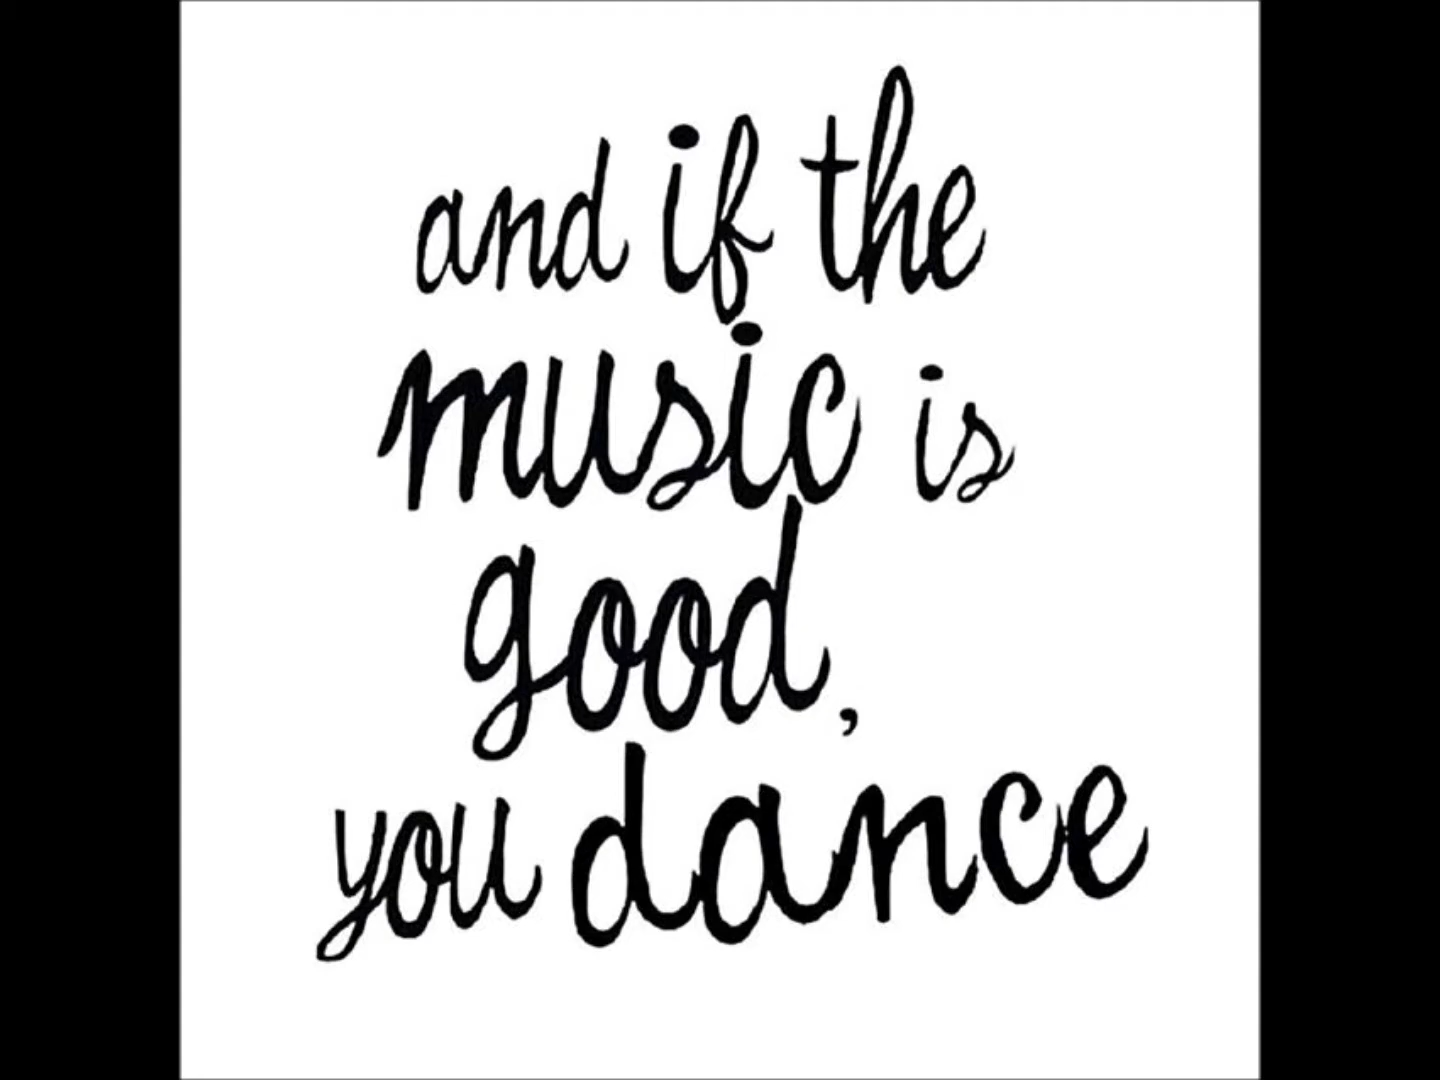 and if the
music is
good,
you dance